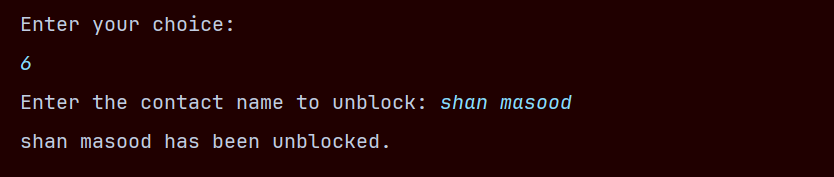 Enter your choice:
6
Enter the contact name to unblock: shan masood
shan masood has been unblocked.